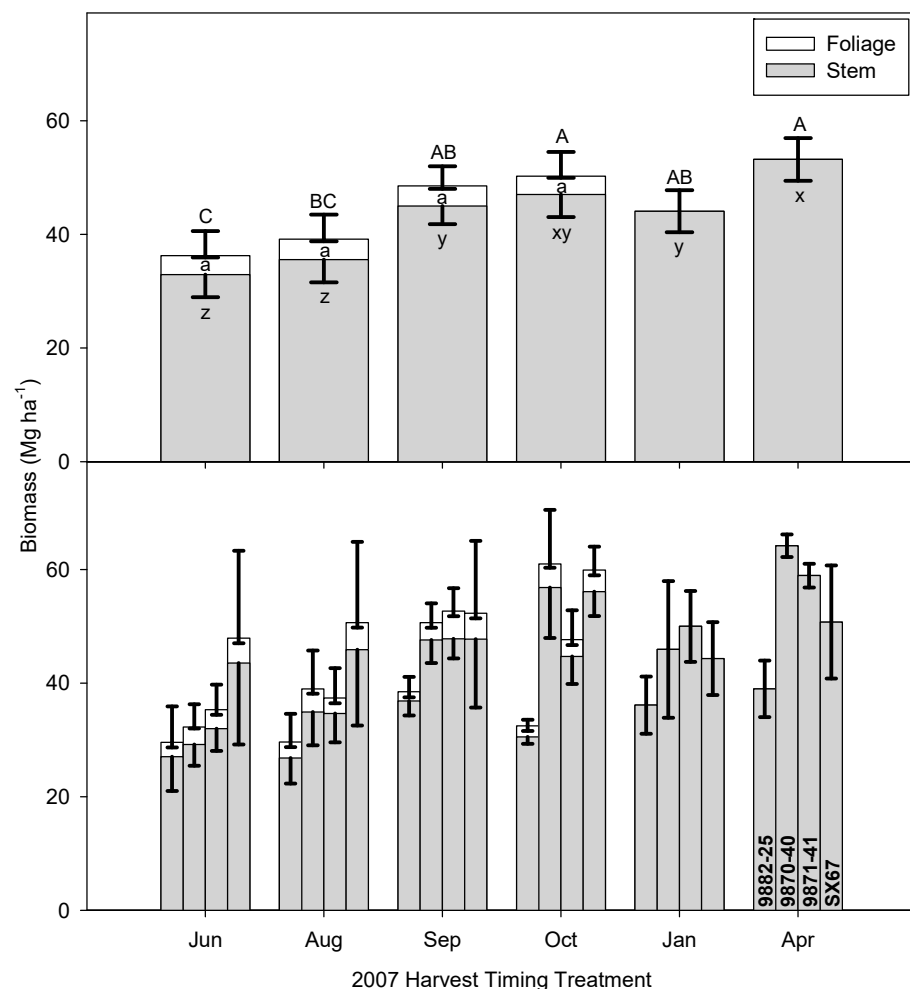 Foliage
Stem
60
40
20
0
C
BC
AB
A
AB
A
a
a
a
a
z
z
y
xy
y
x
Biomass (Mg ha⁻¹)
60
40
20
0
9882-25
9870-40
9871-41
SX67
Jun Aug Sep Oct Jan Apr
2007 Harvest Timing Treatment